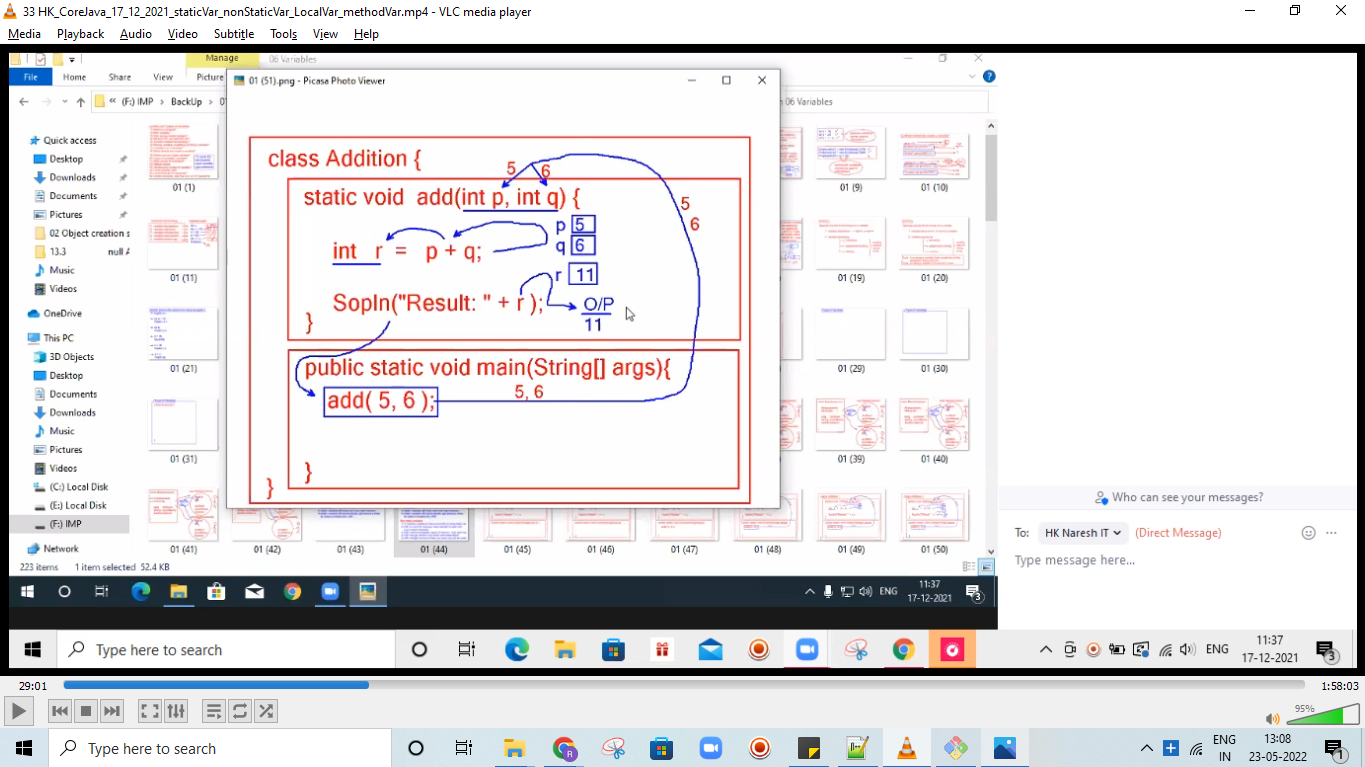 33 HK_CoreJava_17_12_2021_staticVar_nonStaticVar_LocalVar_methodVar.mp4 - VLC media player
Media Playback Audio Video Subtitle Tools View Help
Manage 06 Variables
File Home Share View Picture
01 (51).png - Picasa Photo Viewer
« (F:) IMP > BackUp >
06 Variables
Quick access
Desktop
Downloads
Documents
Pictures
02 Object creation s
13.3 null
Music
Videos
OneDrive
This PC
3D Objects
Desktop
Documents
Downloads
Music
Pictures
Videos
(C:) Local Disk
(E:) Local Disk
(F:) IMP
Network
223 items 1 item selected 52.4 KB
01 (1)
01 (11)
01 (21)
01 (31)
01 (9) 01 (10)
01 (19) 01 (20)
01 (29) 01 (30)
01 (39) 01 (40)
01 (41) 01 (42) 01 (43) 01 (44) 01 (45) 01 (46) 01 (47) 01 (48) 01 (49) 01 (50)
class Addition {
5 6
static void add(int p, int q) {
5
6
p 5
q 6
int r = p + q;
r 11
Sopln("Result: " + r );
O/P
11
}
public static void main(String[] args){
add( 5, 6 );
5, 6
}
}
Who can see your messages?
To: HK Naresh IT (Direct Message)
Type message here...
ENG
11:37
17-12-2021
3
Type here to search
ENG
11:37
17-12-2021
3
29:01
1:58:03
95%
Type here to search
R
ENG
IN
13:08
23-05-2022
1